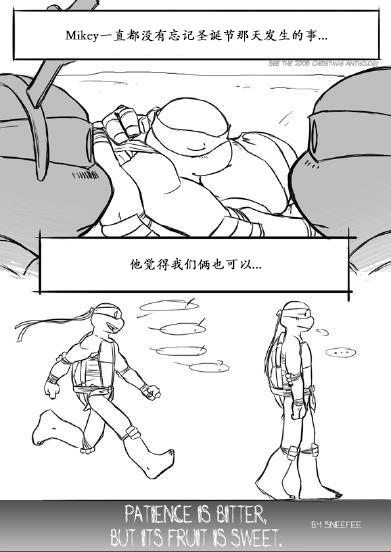 Mikey一直都没有忘记圣誕节那天发生的事...
SEE THE 2008 CHRISTMAS ANTHOLOGY
他觉得我们俩也可以...
PATIENCE IS BITTER,
BUT ITS FRUIT IS SWEET.
BY SNEEFEE